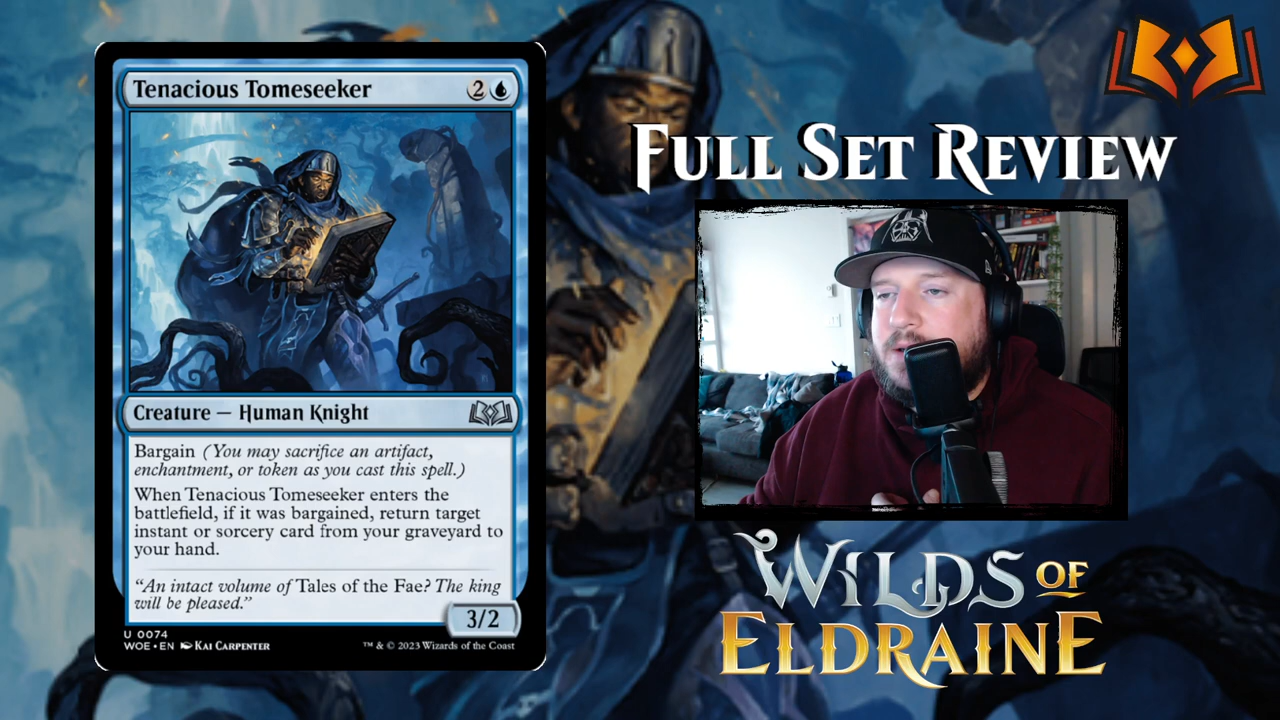 Tenacious Tomeseeker 2
Creature — Human Knight
Bargain (You may sacrifice an artifact,
enchantment, or token as you cast this spell.)
When Tenacious Tomeseeker enters the
battlefield, if it was bargained, return target
instant or sorcery card from your graveyard to
your hand.
“An intact volume of Tales of the Fae? The king
will be pleased.”
3/2
U 0074
WOE • EN Kai Carpenter
™ & © 2023 Wizards of the Coast
Full Set Review
Wilds of
Eldraine